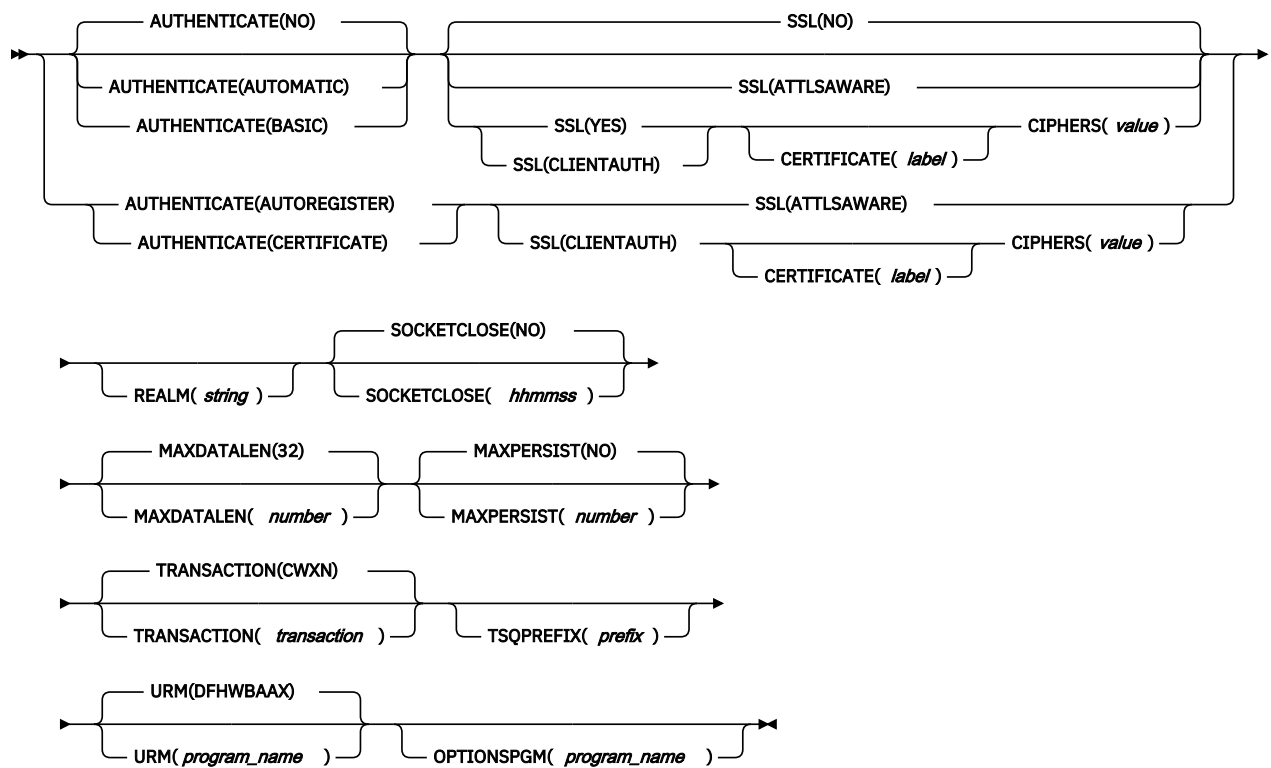 AUTHENTICATE(NO) SSL(NO)
AUTHENTICATE(AUTOMATIC) SSL(ATTLSAWARE)
AUTHENTICATE(BASIC) SSL(YES) CIPHERS( value )
CERTIFICATE( label )
SSL(CLIENTAUTH)
AUTHENTICATE(AUTOREGISTER) SSL(ATTLSAWARE)
AUTHENTICATE(CERTIFICATE) SSL(CLIENTAUTH) CIPHERS( value )
CERTIFICATE( label )
SOCKETCLOSE(NO)
REALM( string ) SOCKETCLOSE( hhmmss )
MAXDATALEN(32) MAXPERSIST(NO)
MAXDATALEN( number ) MAXPERSIST( number )
TRANSACTION(CWXN)
TRANSACTION( transaction ) TSQPREFIX( prefix )
URM(DFHWBAAX)
URM( program_name ) OPTIONSPGM( program_name )